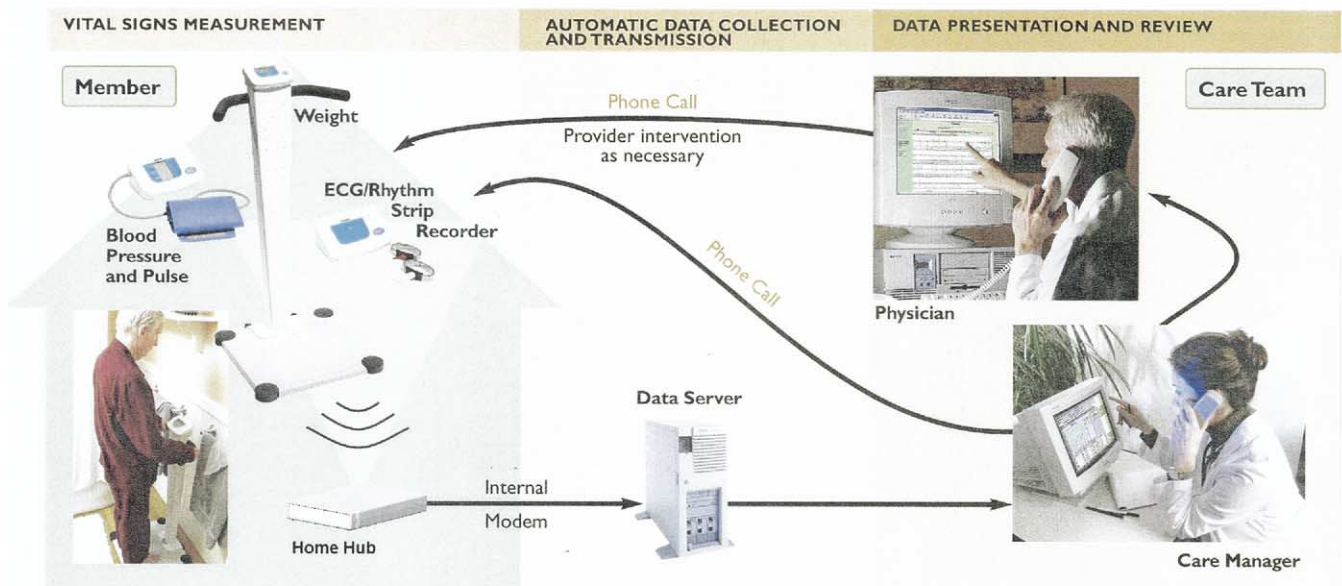 VITAL SIGNS MEASUREMENT
AUTOMATIC DATA COLLECTION
AND TRANSMISSION
DATA PRESENTATION AND REVIEW
Member
Care Team
Weight
Phone Call
Provider intervention
as necessary
ECG/Rhythm
Strip
Recorder
Blood
Pressure
and Pulse
Phone Call
Physician
Data Server
Internal
Modem
Home Hub
Care Manager